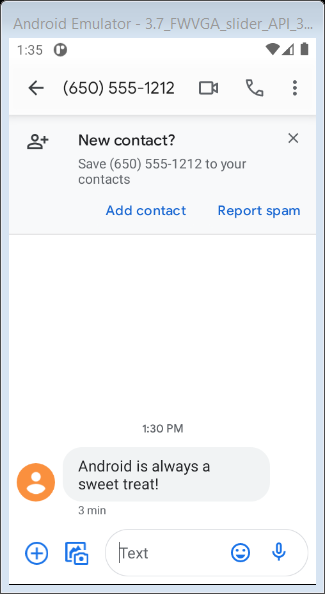 Android Emulator - 3.7_FWVGA_slider_API_3...
1:35
(650) 555-1212
New contact?
Save (650) 555-1212 to your
contacts
Add contact
Report spam
1:30 PM
Android is always a
sweet treat!
3 min
Text